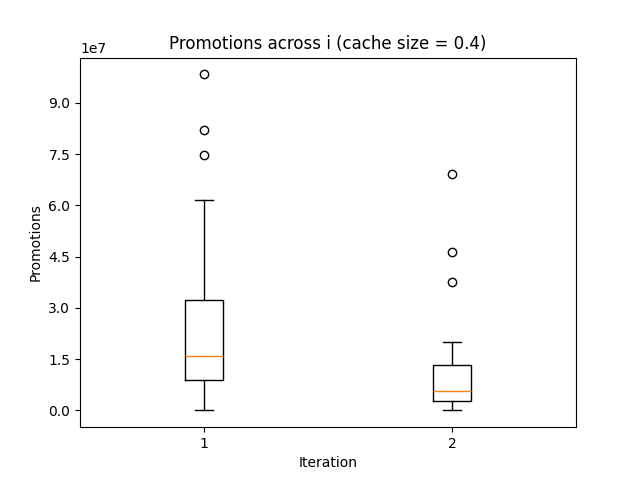 Promotions across i (cache size = 0.4)
1e7
9.0
7.5
6.0
4.5
3.0
1.5
0.0
Promotions
1 2
Iteration